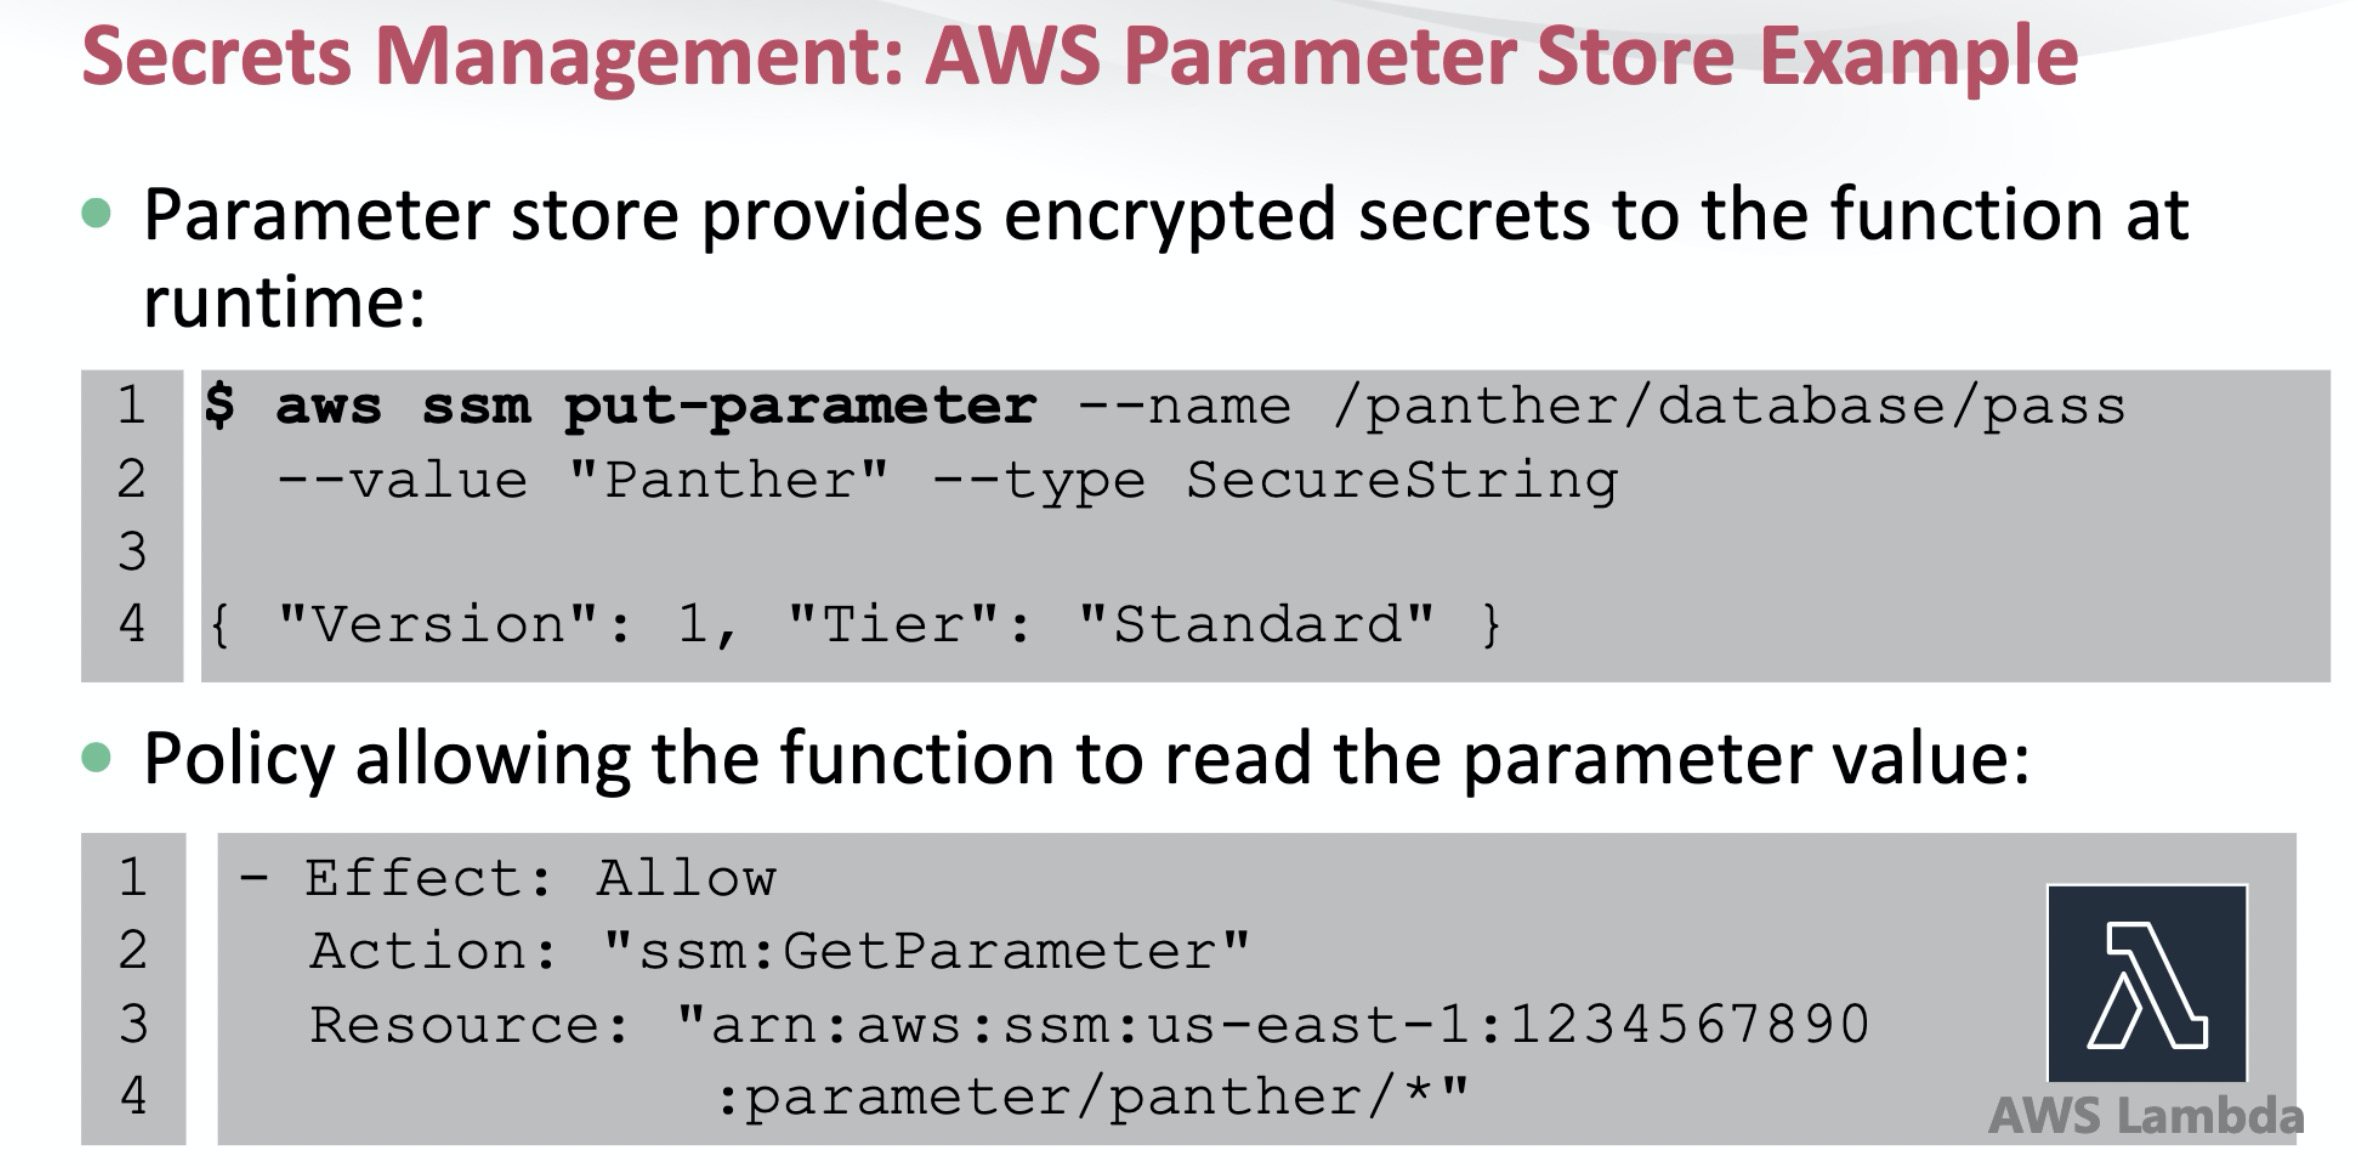 Secrets Management: AWS Parameter Store Example
• Parameter store provides encrypted secrets to the function at
runtime:
1 $ aws ssm put-parameter --name /panther/database/pass
2 --value "Panther" --type SecureString
3
4 { "Version": 1, "Tier": "Standard" }
• Policy allowing the function to read the parameter value:
1 - Effect: Allow
2 Action: "ssm:GetParameter"
3 Resource: "arn:aws:ssm:us-east-1:1234567890
4 :parameter/panther/*"
AWS Lambda